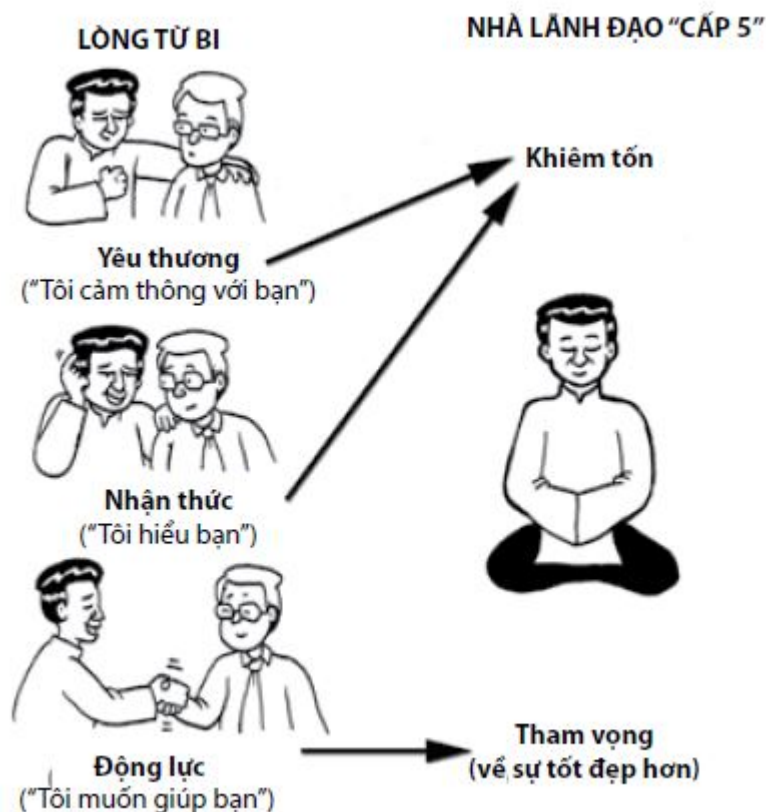 LÒNG TỪ BI
NHÀ LÃNH ĐẠO “CẤP 5”
Khiêm tốn
Yêu thương
(“Tôi cảm thông với bạn”)
Nhận thức
(“Tôi hiểu bạn”)
Động lực
(“Tôi muốn giúp bạn”)
Tham vọng
(về sự tốt đẹp hơn)